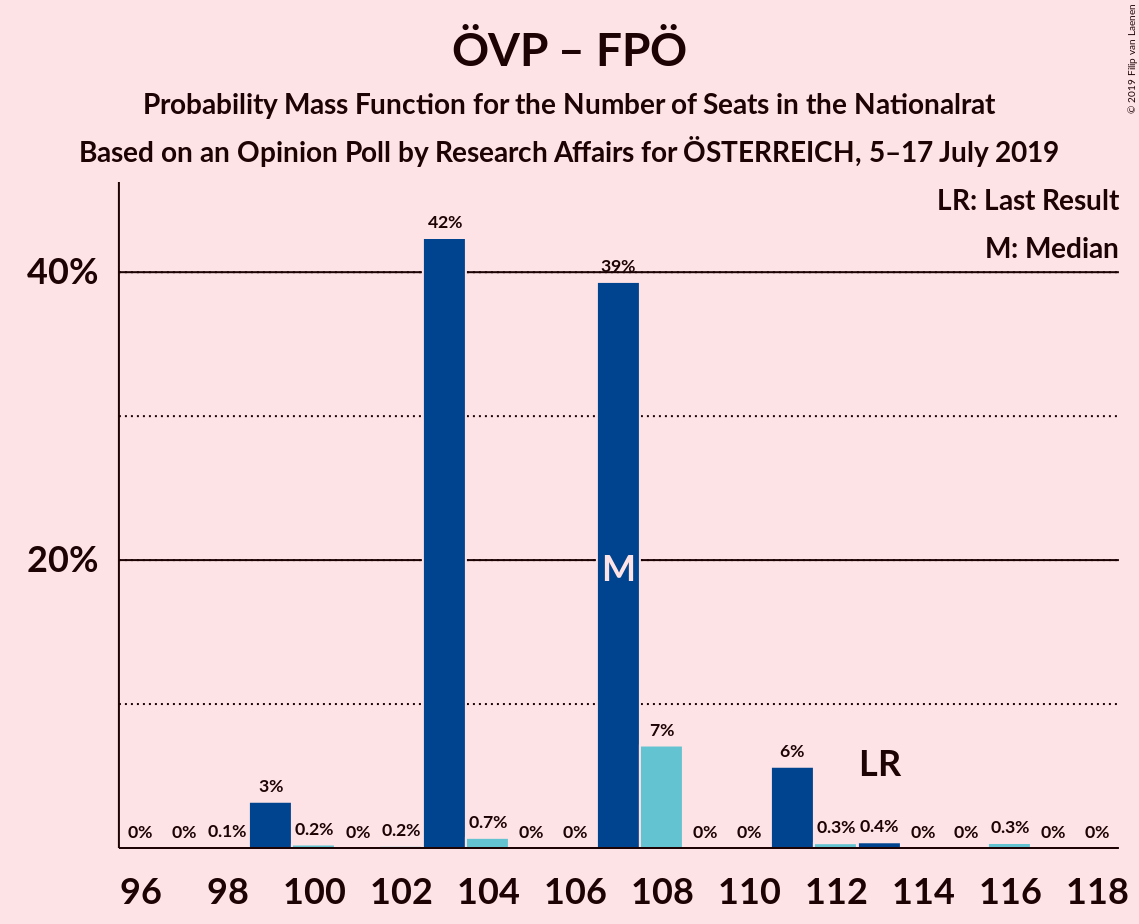 ÖVP – FPÖ
Probability Mass Function for the Number of Seats in the Nationalrat
Based on an Opinion Poll by Research Affairs for ÖSTERREICH, 5–17 July 2019
© 2019 Filip van Laenen
LR: Last Result
M: Median
40%
20%
0%
0%
0.1%
3%
0.2%
0%
0.2%
42%
0.7%
0%
0%
39%
M
7%
0%
0%
6%
0.3%
LR
0.4%
0%
0%
0.3%
0%
0%
96 98 100 102 104 106 108 110 112 114 116 118